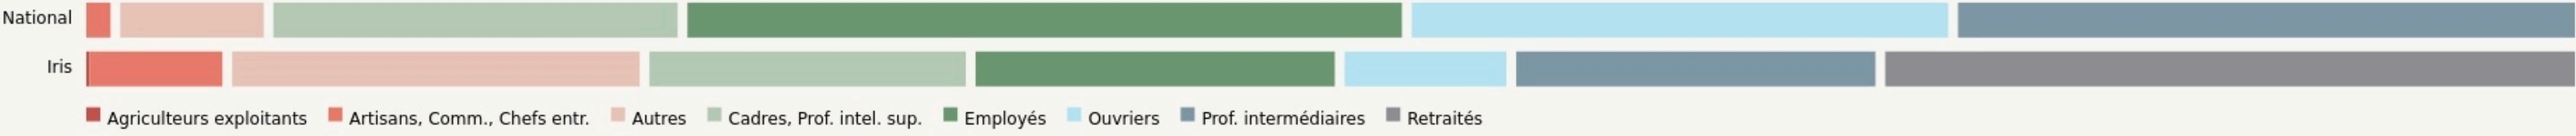 National
Iris
Agriculteurs exploitants Artisans, Comm., Chefs entr. Autres Cadres, Prof. intel. sup. Employés Ouvriers Prof. intermédiaires Retraités